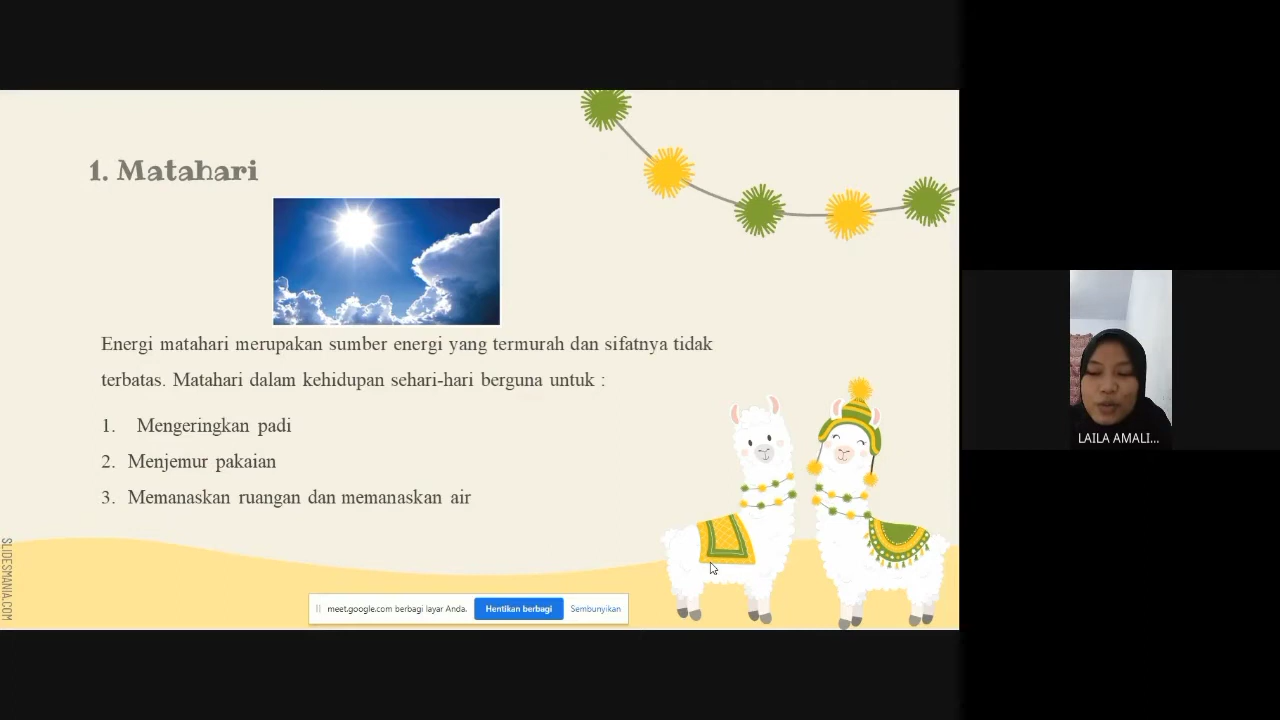 1. Matahari
Energi matahari merupakan sumber energi yang termurah dan sifatnya tidak
terbatas. Matahari dalam kehidupan sehari-hari berguna untuk :
1. Mengeringkan padi
2. Menjemur pakaian
3. Memanaskan ruangan dan memanaskan air
SLIDESMANIA.COM
meet.google.com berbagi layar Anda.
Hentikan berbagi
Sembunyikan
LAILA AMALI...